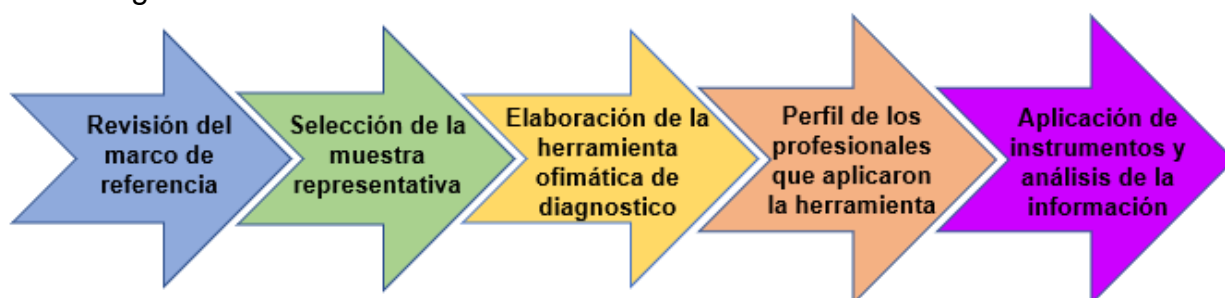 Revisión del
marco de
referencia
Selección de la
muestra
representativa
Elaboración de la
herramienta
ofimática de
diagnostico
Perfil de los
profesionales
que aplicaron
la herramienta
Aplicación de
instrumentos y
análisis de la
información